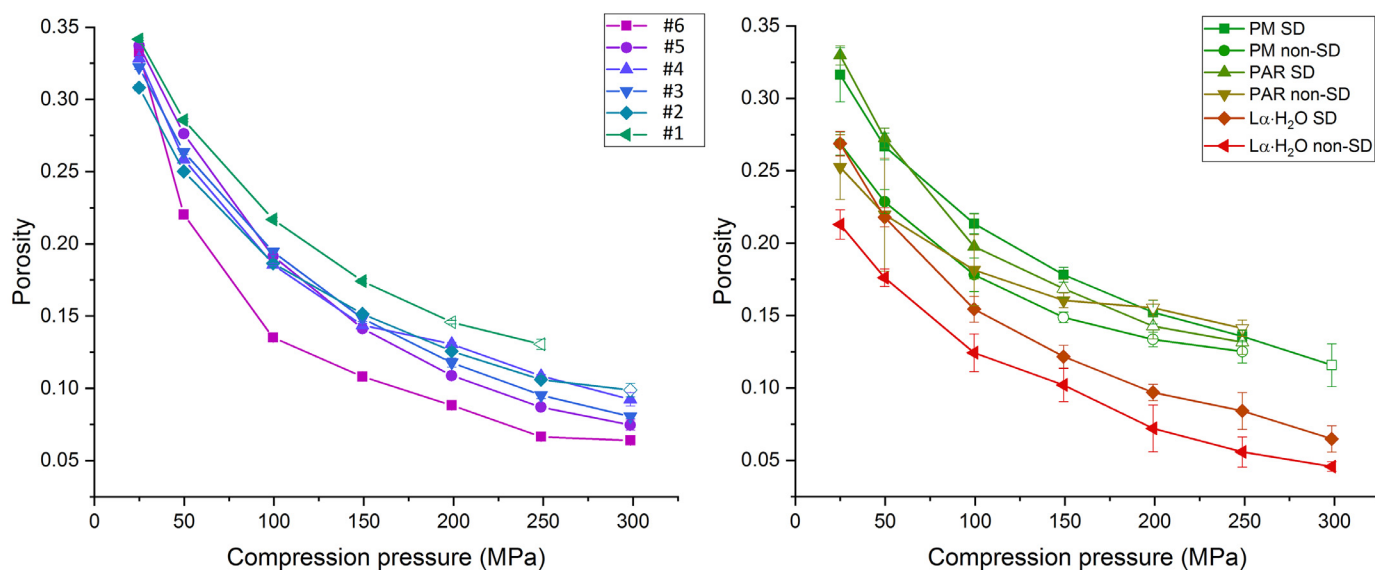 #6
#5
#4
#3
#2
#1
0.35
0.30
0.25
0.20
0.15
0.10
0.05
Porosity
0 50 100 150 200 250 300
Compression pressure (MPa)
PM SD
PM non-SD
PAR SD
PAR non-SD
Lα·H₂O SD
Lα·H₂O non-SD
0.35
0.30
0.25
0.20
0.15
0.10
0.05
Porosity
0 50 100 150 200 250 300
Compression pressure (MPa)